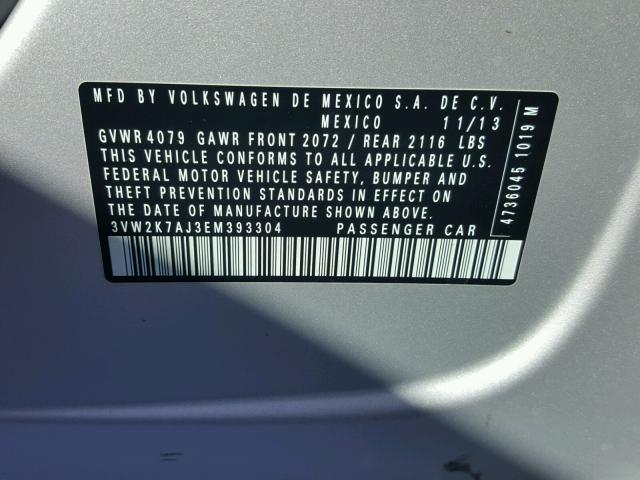 MFD BY VOLKSWAGEN DE MEXICO S.A. DE C.V.
MEXICO 11/13
GVWR 4079 GAWR FRONT 2072 / REAR 2116 LBS
THIS VEHICLE CONFORMS TO ALL APPLICABLE U.S.
FEDERAL MOTOR VEHICLE SAFETY, BUMPER AND
THEFT PREVENTION STANDARDS IN EFFECT ON
THE DATE OF MANUFACTURE SHOWN ABOVE.
3VW2K7AJ3EM393304 PASSENGER CAR
4736045 1019 M